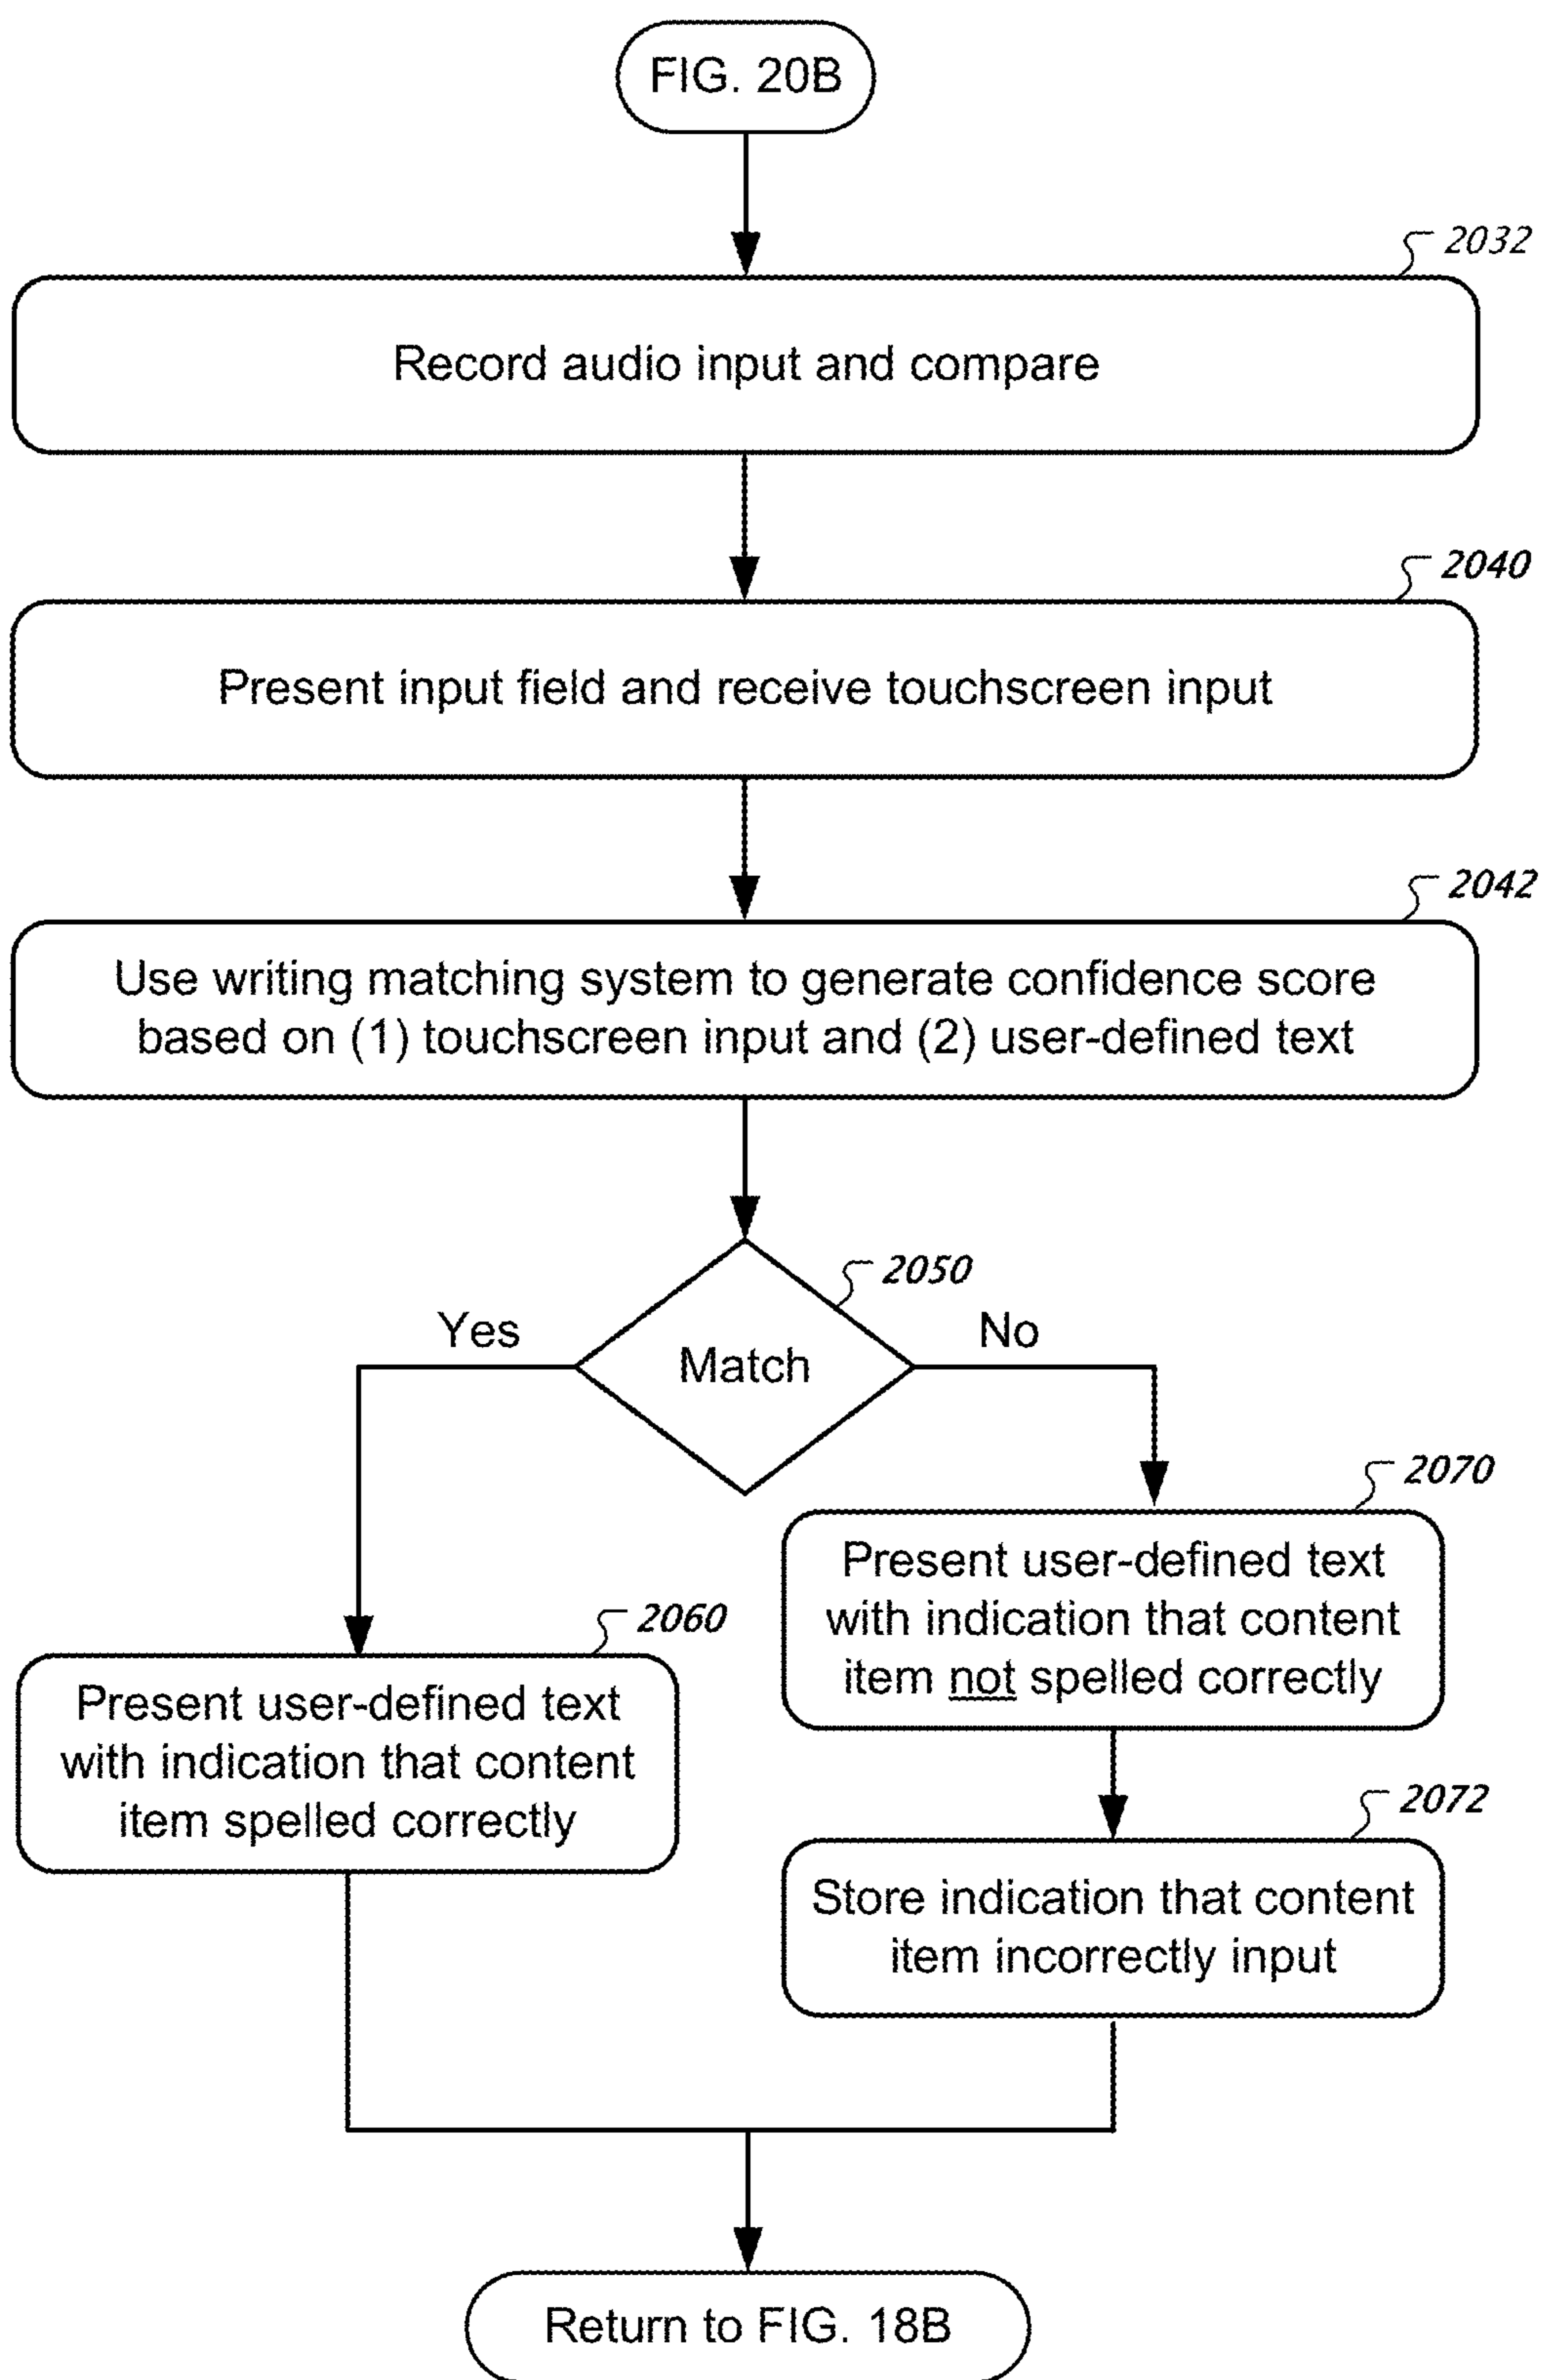 FIG. 20B
2032
Record audio input and compare
2040
Present input field and receive touchscreen input
2042
Use writing matching system to generate confidence score
based on (1) touchscreen input and (2) user-defined text
2050
Yes
Match
No
2070
Present user-defined text
with indication that content
item not spelled correctly
2060
Present user-defined text
with indication that content
item spelled correctly
2072
Store indication that content
item incorrectly input
Return to FIG. 18B